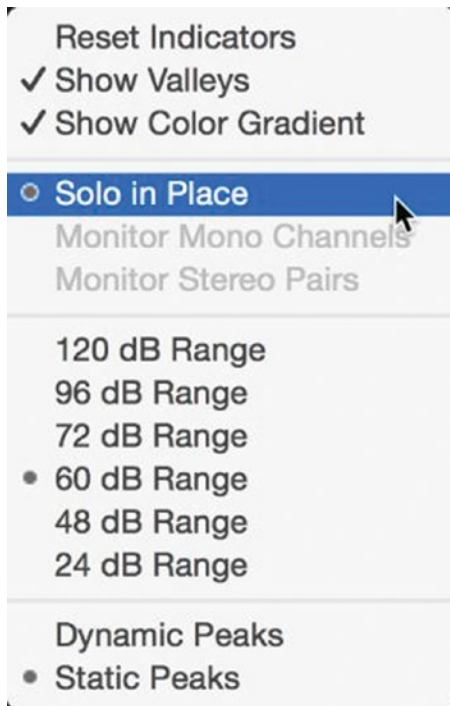 Reset Indicators
Show Valleys
Show Color Gradient
Solo in Place
Monitor Mono Channels
Monitor Stereo Pairs
120 dB Range
96 dB Range
72 dB Range
60 dB Range
48 dB Range
24 dB Range
Dynamic Peaks
Static Peaks